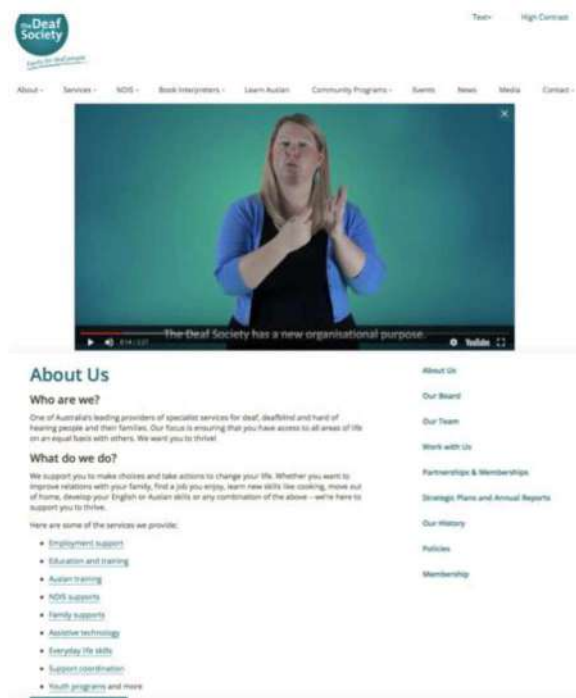 the Deaf
Society
Equity for deaf people
Text+ High Contrast
About Services NDIS Book Interpreters Learn Auslan Community Programs Events News Media Contact
The Deaf Society has a new organisational purpose.
YouTube
About Us
Who are we?
One of Australia's leading providers of specialist services for deaf, deafblind and hard of
hearing people and their families. Our focus is ensuring that you have access to all areas of life
on an equal basis with others. We want you to thrive!
What do we do?
We support you to make choices and take actions to change your life. Whether you want to
improve relations with your family, find a job you enjoy, learn new skills like cooking, move out
of home, develop your English or Auslan skills or any combination of the above – we're here to
support you to thrive.
Here are some of the services we provide:
Employment support
Education and training
Auslan training
NDIS supports
Family supports
Assistive technology
Everyday life skills
Support coordination
Youth programs and more
About Us
Our Board
Our Team
Work with Us
Partnerships & Memberships
Strategic Plans and Annual Reports
Our History
Policies
Membership